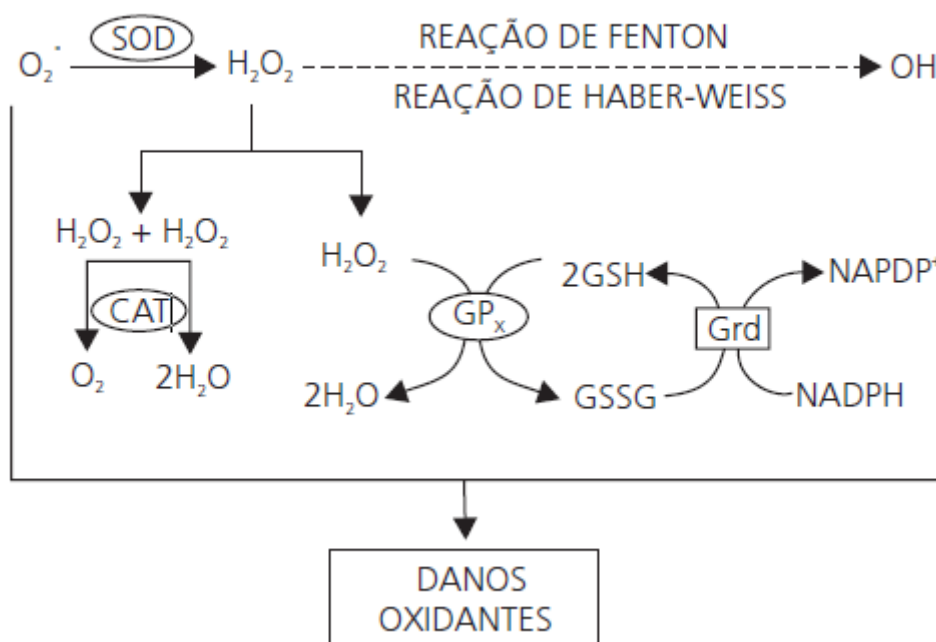 O₂˙ SOD H₂O₂ REAÇÃO DE FENTON OH
REAÇÃO DE HABER-WEISS
H₂O₂ + H₂O₂
CAT
O₂ 2H₂O
H₂O₂ 2GSH NAPDP⁺
GPₓ Grd
2H₂O GSSG NADPH
DANOS
OXIDANTES